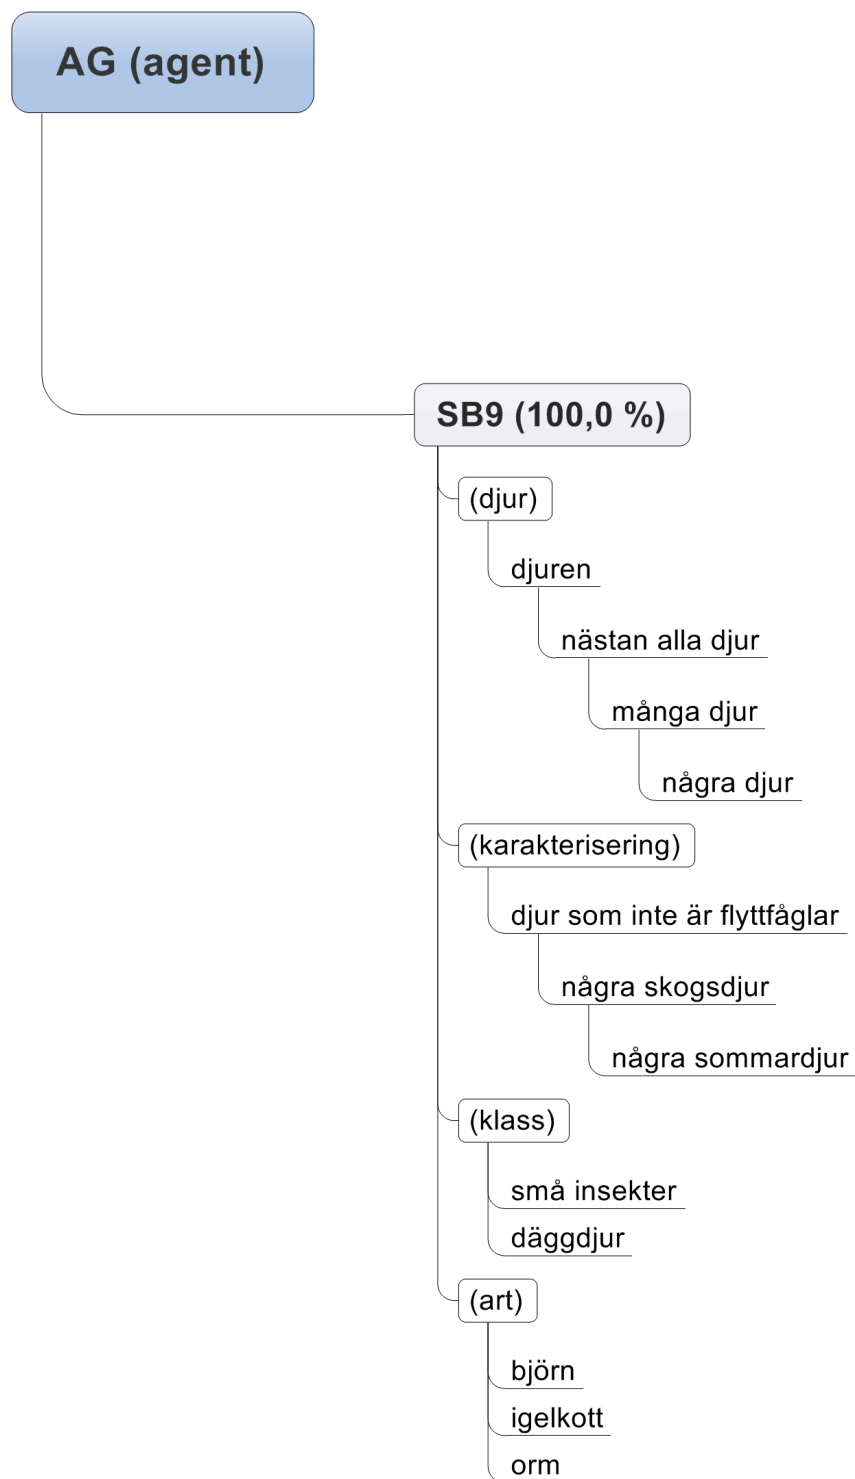 AG (agent)
SB9 (100,0 %)
(djur)
djuren
nästan alla djur
många djur
några djur
(karakterisering)
djur som inte är flyttfåglar
några skogsdjur
några sommardjur
(klass)
små insekter
däggdjur
(art)
björn
igelkott
orm